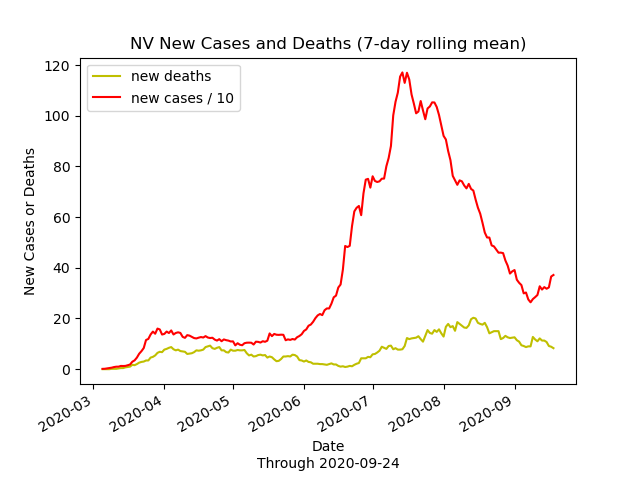 NV New Cases and Deaths (7-day rolling mean)
new deaths
new cases / 10
New Cases or Deaths
120
100
80
60
40
20
0
2020-03
2020-04
2020-05
2020-06
2020-07
2020-08
2020-09
Date
Through 2020-09-24